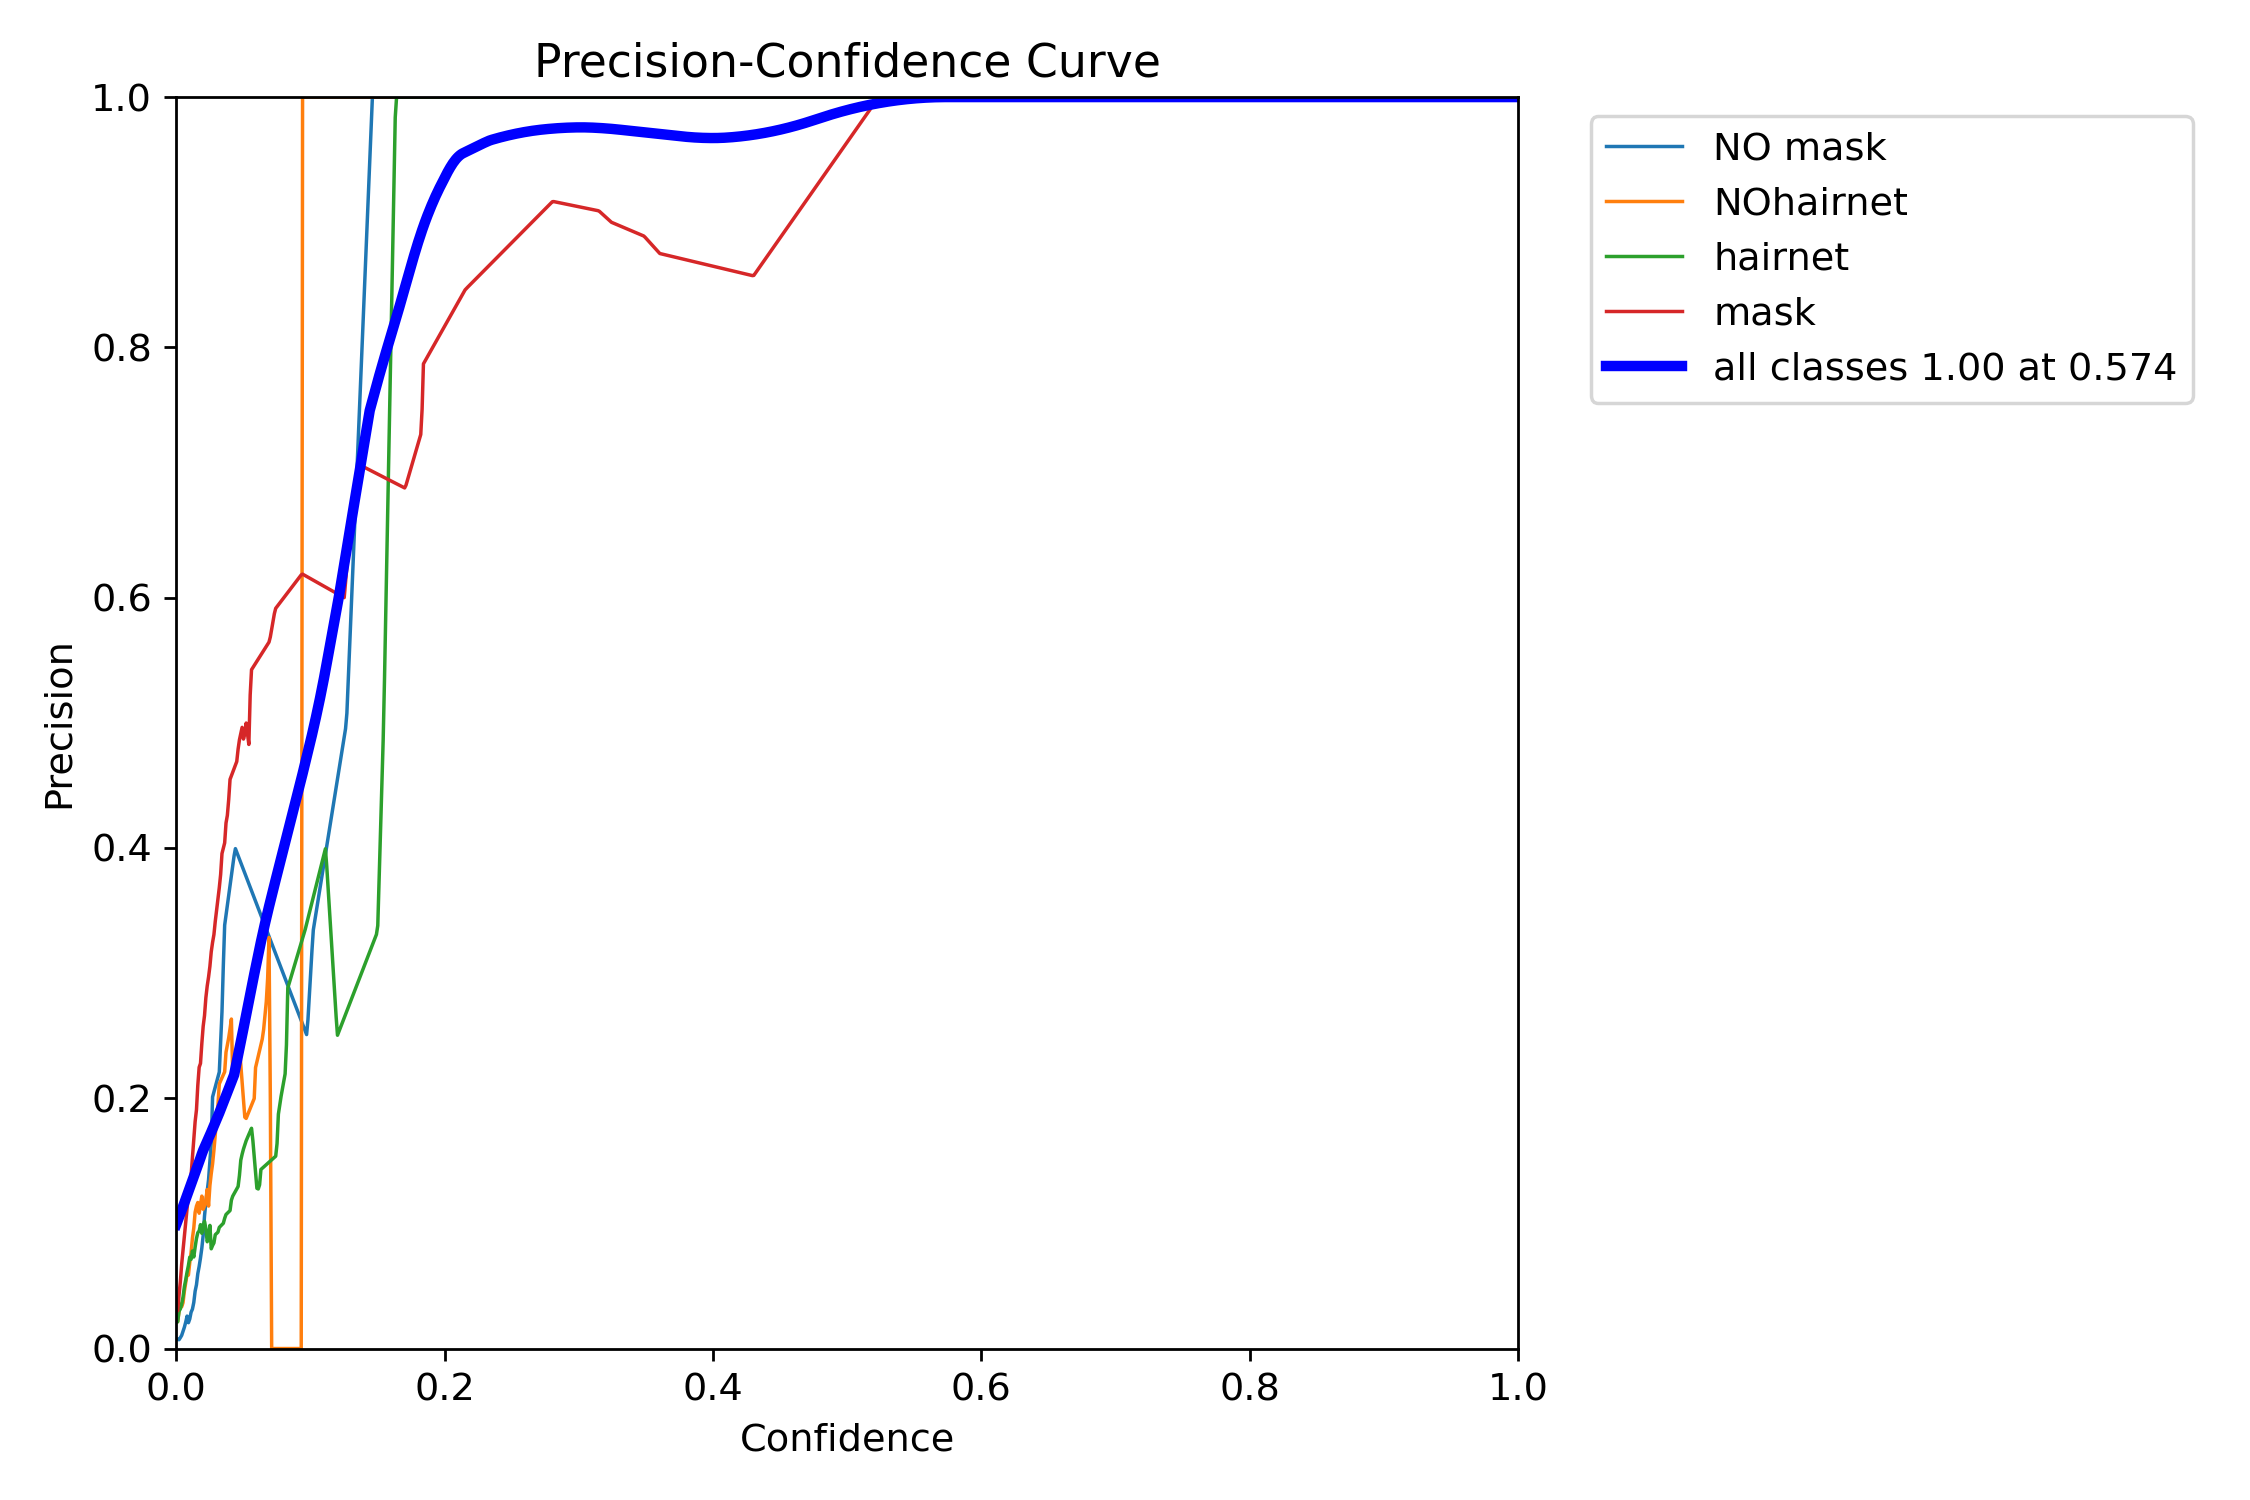 Precision-Confidence Curve
1.0
0.8
0.6
0.4
0.2
0.0
Precision
0.0 0.2 0.4 0.6 0.8 1.0
Confidence
NO mask
NOhairnet
hairnet
mask
all classes 1.00 at 0.574